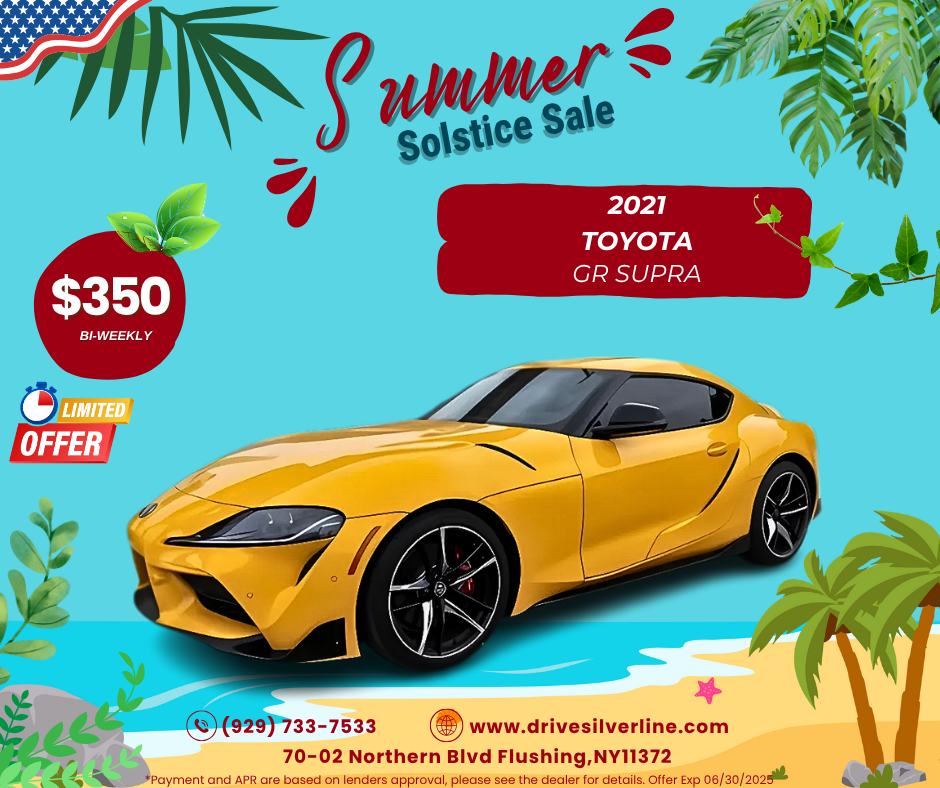 Summer
Solstice Sale
2021
TOYOTA
GR SUPRA
$350
BI-WEEKLY
LIMITED
OFFER
(929) 733-7533
www.drivesilverline.com
70-02 Northern Blvd Flushing,NY11372
*Payment and APR are based on lenders approval, please see the dealer for details. Offer Exp 06/30/2025